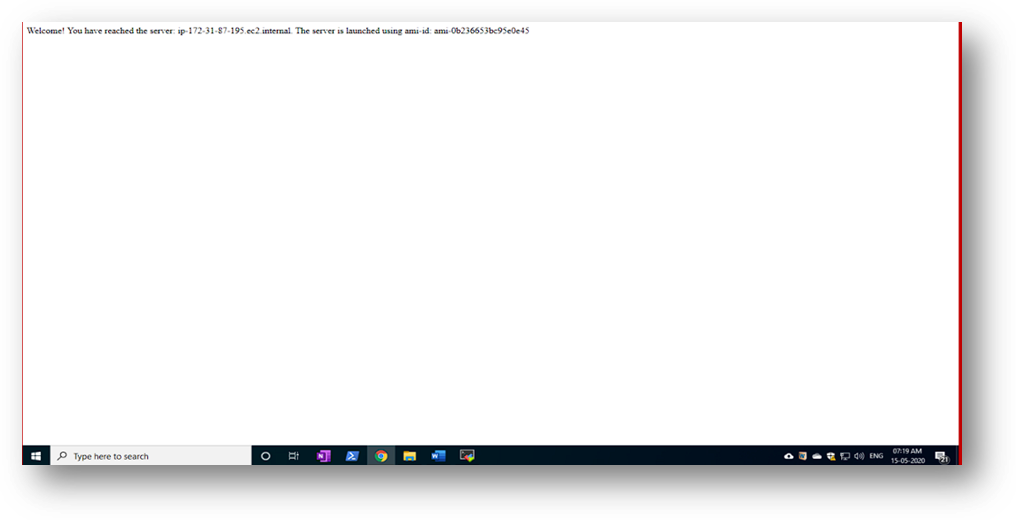 Welcome! You have reached the server: ip-172-31-87-195.ec2.internal. The server is launched using ami-id: ami-0b236653bc95e0e45
Type here to search
ENG
07:19 AM
15-05-2020
21